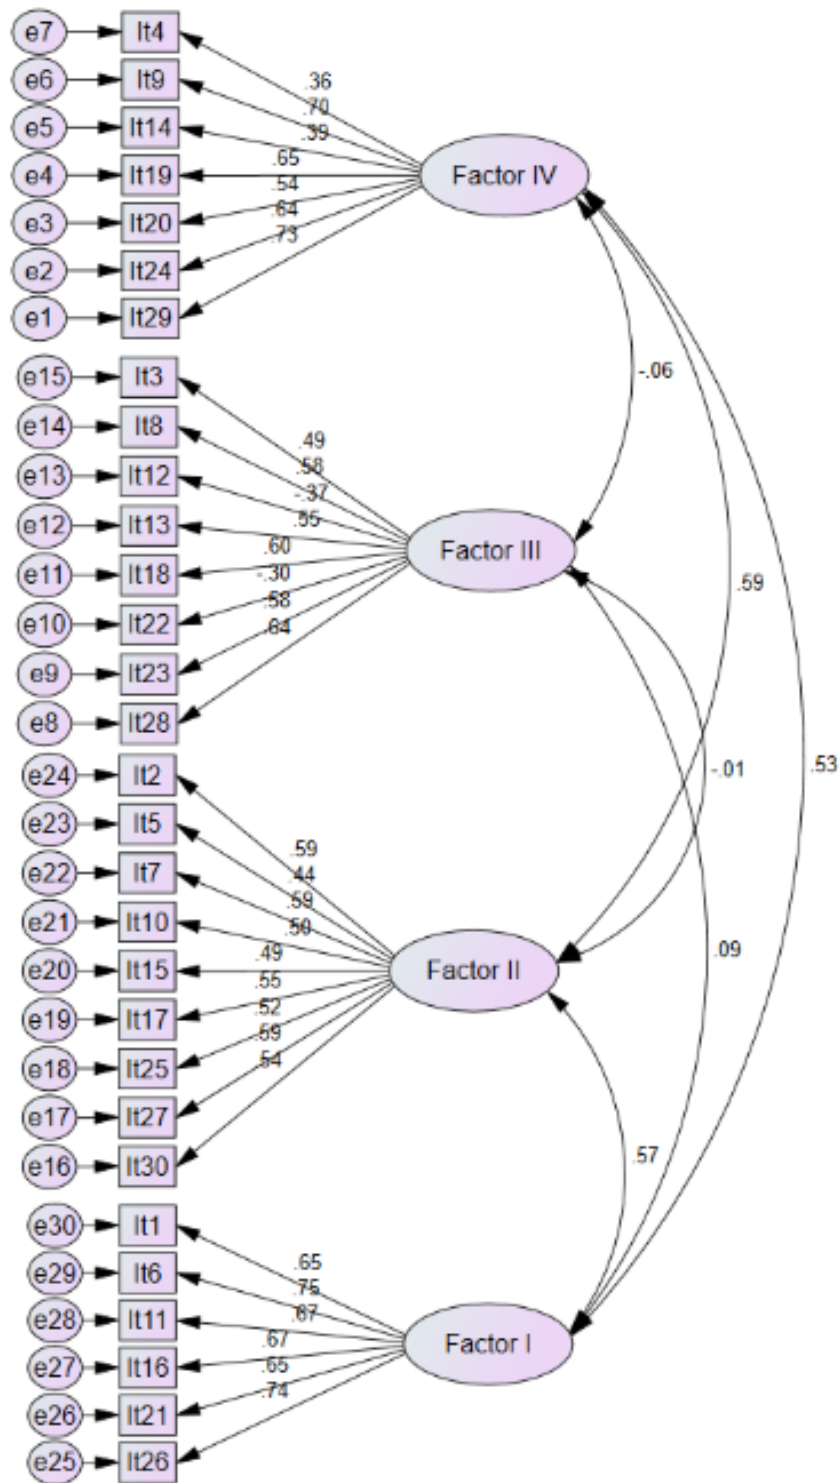 e7 It4
.36
e6 It9
.70
e5 It14
.39
e4 It19
.65
Factor IV
e3 It20
.54
e2 It24
.64
e1 It29
.73
e15 It3
-.06
e14 It8
.49
e13 It12
.58
-.37
e12 It13
.55
Factor III
e11 It18
.60
.59
e10 It22
-.30
e9 It23
.58
e8 It28
.64
e24 It2
-.01
.53
e23 It5
.59
e22 It7
.44
.59
e21 It10
.50
.09
e20 It15
.49
Factor II
e19 It17
.55
e18 It25
.52
.59
e17 It27
.54
e16 It30
.57
e30 It1
.65
e29 It6
.75
e28 It11
.67
Factor I
e27 It16
.67
e26 It21
.65
.74
e25 It26